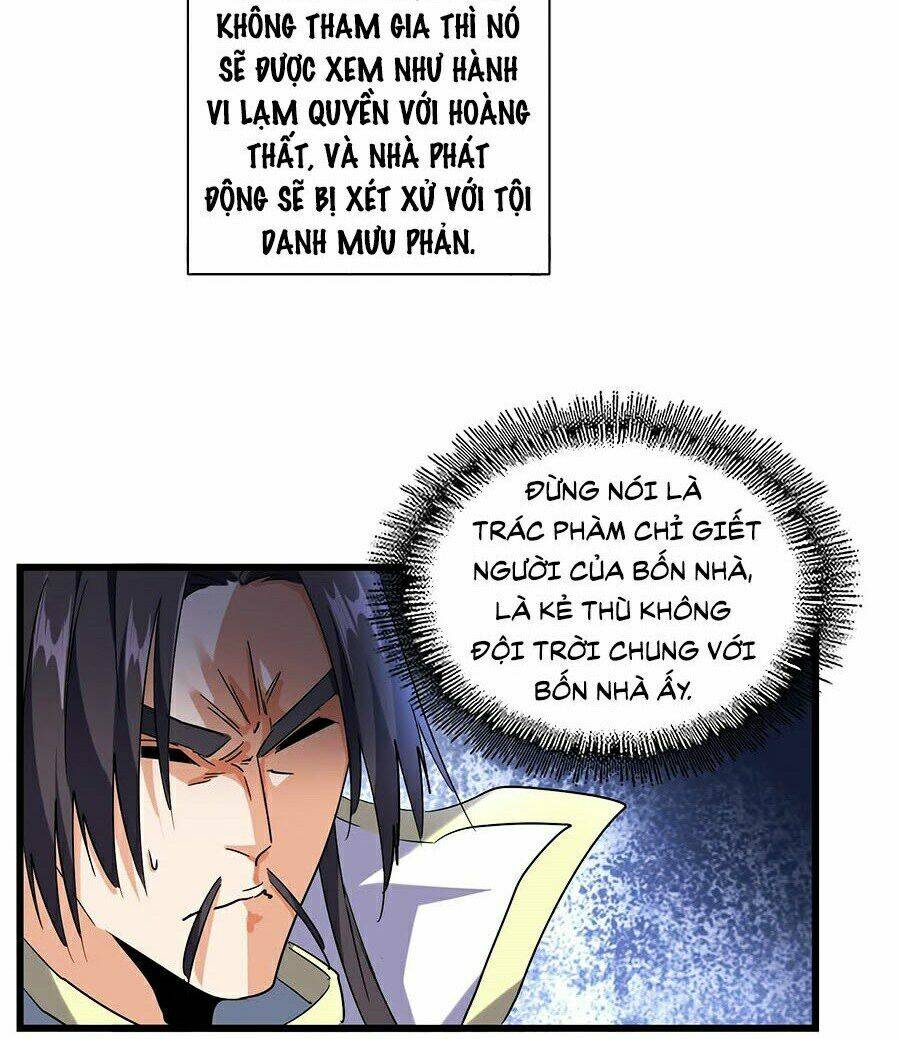 KHÔNG THAM GIA THÌ NÓ
SẼ ĐƯỢC XEM NHƯ HÀNH
VI LẠM QUYỀN VỚI HOÀNG
THẤT, VÀ NHÀ PHÁT
ĐỘNG SẼ BỊ XÉT XỬ VỚI TỘI
DANH MƯU PHẢN.
ĐỪNG NÓI LÀ
TRÁC PHÀM CHỈ GIẾT
NGƯỜI CỦA BỐN NHÀ,
LÀ KẺ THÙ KHÔNG
ĐỘI TRỜI CHUNG VỚI
BỐN NHÀ ẤY.